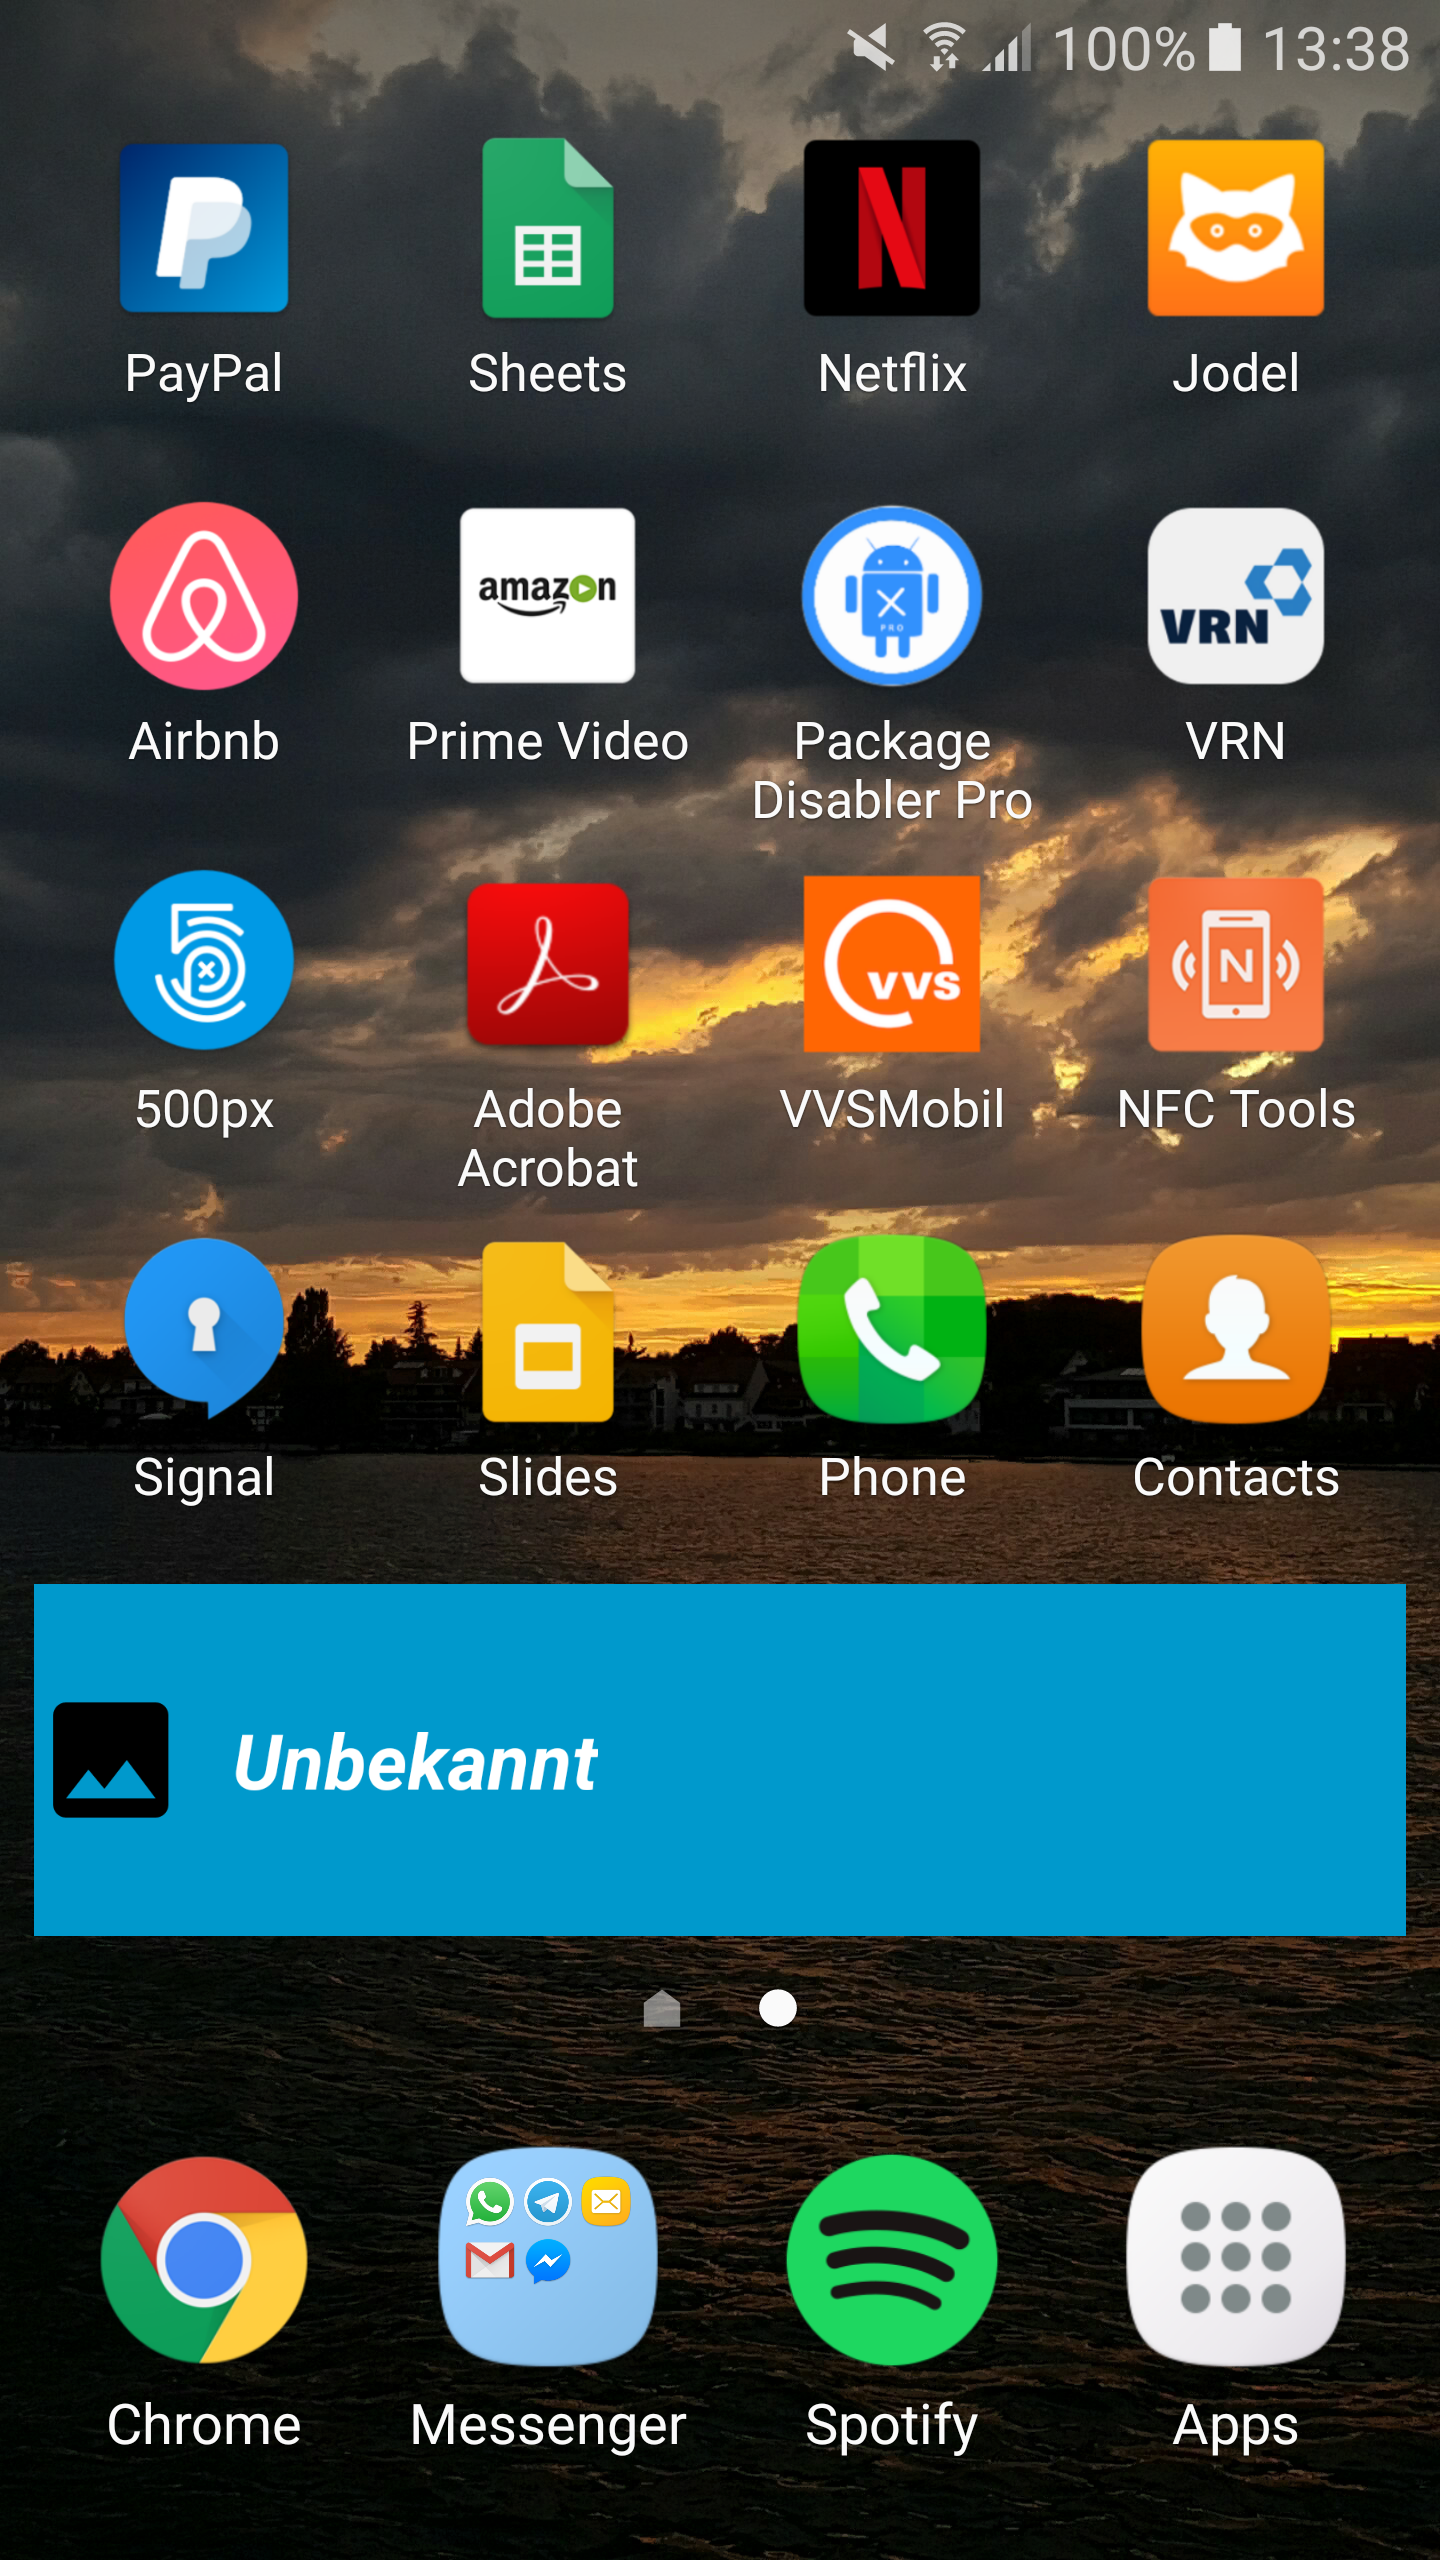 100% 13:38
PayPal Sheets Netflix Jodel
amazon
VRN
Airbnb Prime Video Package Disabler Pro VRN
PRO
vvs
N
500px Adobe Acrobat VVSMobil NFC Tools
Signal Slides Phone Contacts
Unbekannt
Chrome Messenger Spotify Apps